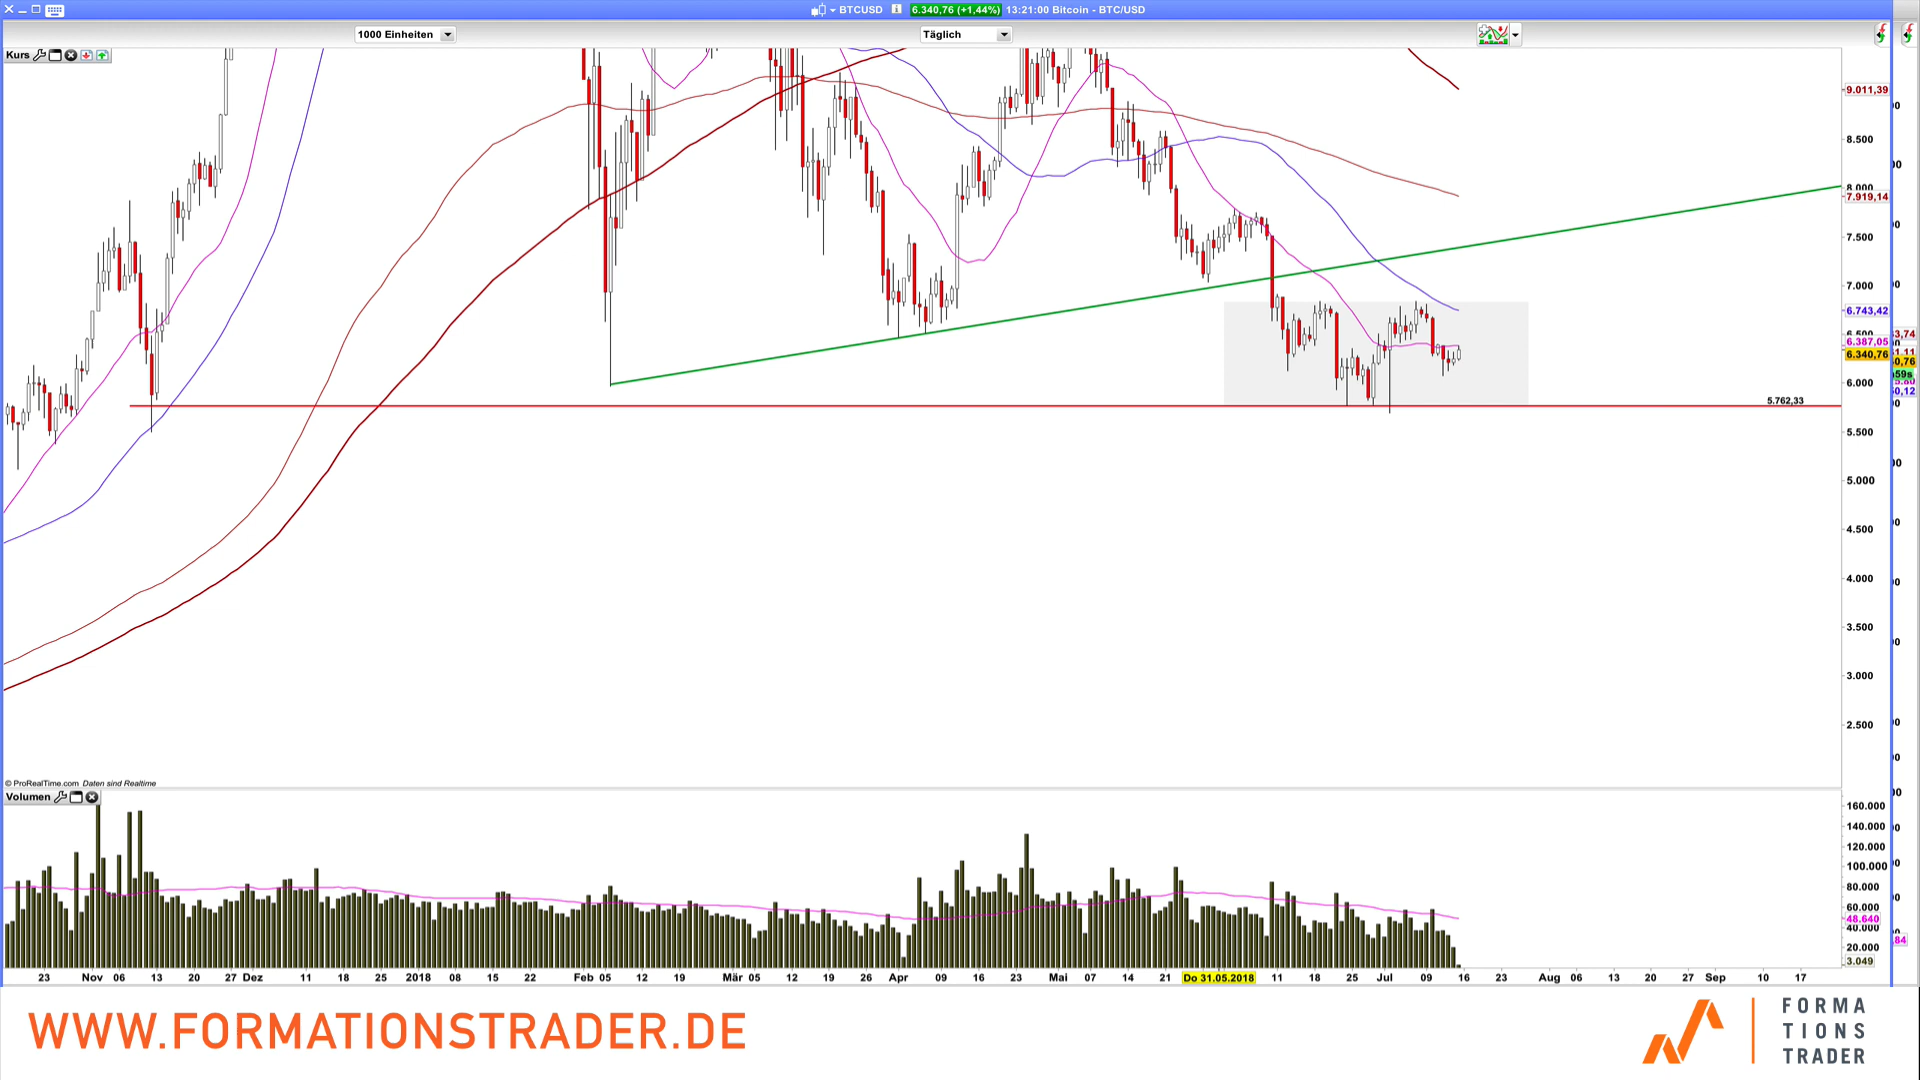 BTCUSD 6.340,76 (+1,44%) 13:21:00 Bitcoin - BTC/USD
1000 Einheiten Täglich
Kurs
9.011,39
8.500
8.000
7.919,14
7.500
7.000
6.743,42
6.500
6.387,05
6.340,76
6.000
5.762,33
5.500
5.000
4.500
4.000
3.500
3.000
2.500
© ProRealTime.com Daten sind Realtime
Volumen
160.000
140.000
120.000
100.000
80.000
60.000
48.640
40.000
20.000
3.049
23 Nov 06 13 20 27 Dez 11 18 25 2018 08 15 22 Feb 05 12 19 Mär 05 12 19 26 Apr 09 16 23 Mai 07 14 21 Do 31.05.2018 11 18 25 Jul 09 16 23 Aug 06 13 20 27 Sep 10 17
WWW.FORMATIONSTRADER.DE
FORMA
TIONS
TRADER